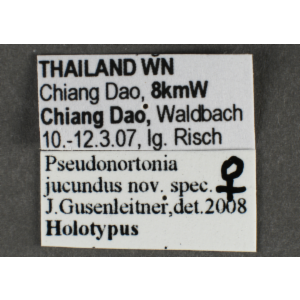 THAILAND WN
Chiang Dao, 8kmW
Chiang Dao, Waldbach
10.-12.3.07, lg. Risch
Pseudonortonia
jucundus nov. spec. ♀
J.Gusenleitner,det.2008
Holotypus